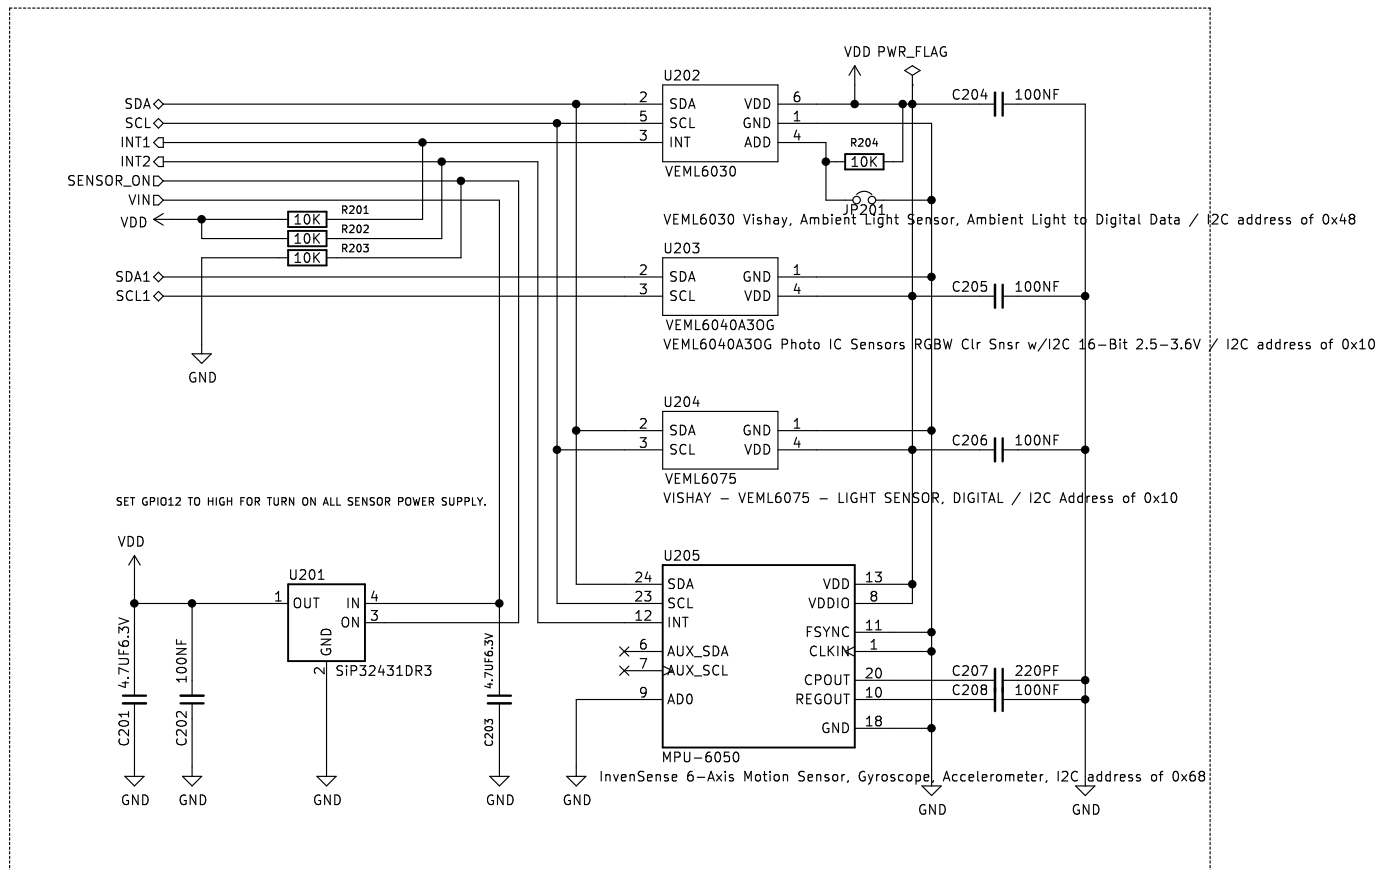 VDD PWR_FLAG
U202
C204 100NF
SDA 2 SDA VDD 6
SCL 5 SCL GND 1
INT1 3 INT ADD 4
R204
INT2 10K
VEML6030
SENSOR_ON
VIN
JP201
R201
VDD 10K
VEML6030 Vishay, Ambient Light Sensor, Ambient Light to Digital Data / I2C address of 0x48
R202
10K
R203
10K
U203
SDA1 2 SDA GND 1
SCL1 3 SCL VDD 4
C205 100NF
VEML6040A3OG
VEML6040A3OG Photo IC Sensors RGBW Clr Snsr w/I2C 16-Bit 2.5-3.6V / I2C address of 0x10
GND
U204
2 SDA GND 1
3 SCL VDD 4
C206 100NF
VEML6075
VISHAY - VEML6075 - LIGHT SENSOR, DIGITAL / I2C Address of 0x10
SET GPIO12 TO HIGH FOR TURN ON ALL SENSOR POWER SUPPLY.
VDD
U205
U201
24 SDA VDD 13
1 OUT IN 4
23 SCL VDDIO 8
ON 3
12 INT
FSYNC 11
GND
2
6 AUX_SDA CLKIN 1
7 AUX_SCL
SiP32431DR3
CPOUT 20
C207 220PF
9 AD0 REGOUT 10
C208 100NF
GND 18
4.7UF6.3V
C201
100NF
C202
4.7UF6.3V
C203
MPU-6050
InvenSense 6-Axis Motion Sensor, Gyroscope, Accelerometer, I2C address of 0x68
GND GND GND GND GND
GND GND